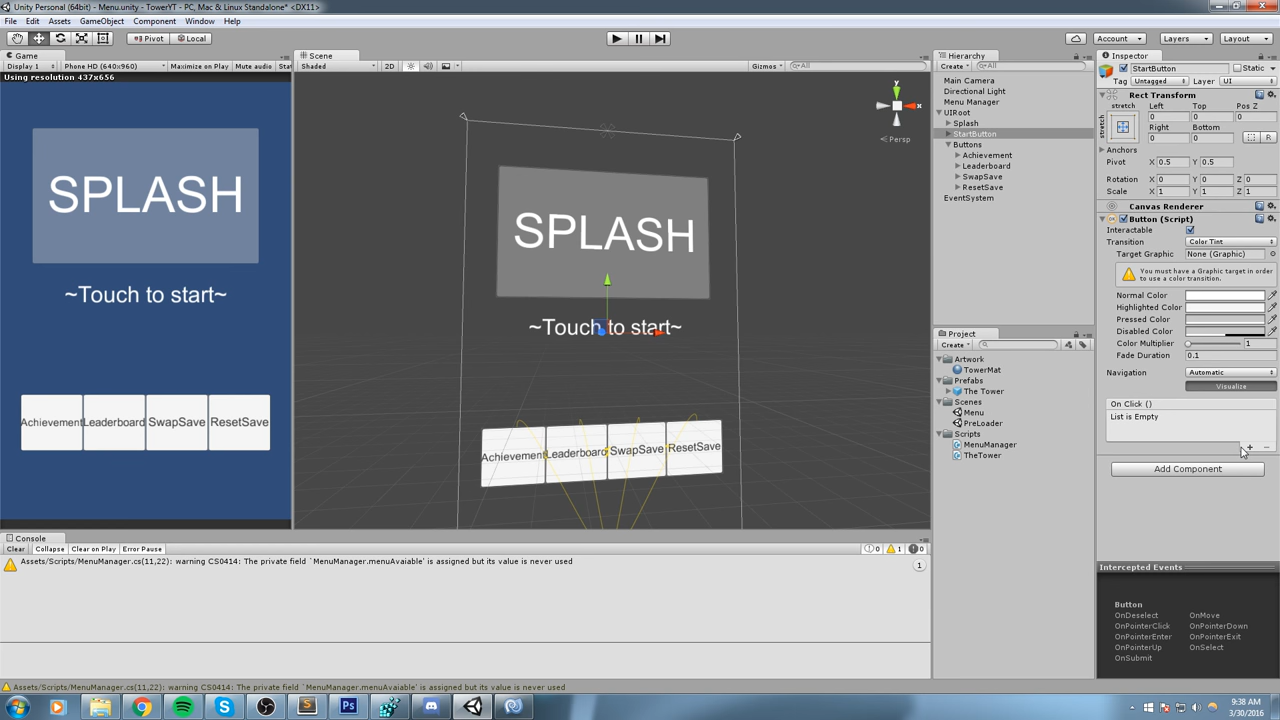 Unity Personal (64bit) - Menu.unity - TowerYT - PC, Mac & Linux Standalone* <DX11>
File Edit Assets GameObject Component Window Help
Pivot Local Account Layers Layout
Game
Display 1 Phone HD (640x960) Maximize on Play Mute audio Stat
Using resolution 437x656
SPLASH
~Touch to start~
Achievement Leaderboard SwapSave ResetSave
Scene
Shaded 2D Gizmos All
y
x
Persp
SPLASH
~Touch to start~
Achievement Leaderboard SwapSave ResetSave
Hierarchy
Create All
Main Camera
Directional Light
Menu Manager
UIRoot
Splash
StartButton
Buttons
Achievement
Leaderboard
SwapSave
ResetSave
EventSystem
Project
Create
Artwork
TowerMat
Prefabs
The Tower
Scenes
Menu
PreLoader
Scripts
MenuManager
TheTower
Inspector
StartButton Static
Tag Untagged Layer UI
Rect Transform
stretch Left Top Pos Z
stretch 0 0 0
Right Bottom
0 0 R
Anchors
Pivot X 0.5 Y 0.5
Rotation X 0 Y 0 Z 0
Scale X 1 Y 1 Z 1
Canvas Renderer
Button (Script)
Interactable
Transition Color Tint
Target Graphic None (Graphic)
You must have a Graphic target in order
to use a color transition.
Normal Color
Highlighted Color
Pressed Color
Disabled Color
Color Multiplier 1
Fade Duration 0.1
Navigation Automatic
Visualize
On Click ()
List is Empty
Add Component
Intercepted Events
Button
OnDeselect OnMove
OnPointerClick OnPointerDown
OnPointerEnter OnPointerExit
OnPointerUp OnSelect
OnSubmit
Console
Clear Collapse Clear on Play Error Pause 0 1 0
Assets/Scripts/MenuManager.cs(11,22): warning CS0414: The private field `MenuManager.menuAvaiable' is assigned but its value is never used 1
Assets/Scripts/MenuManager.cs(11,22): warning CS0414: The private field `MenuManager.menuAvaiable' is assigned but its value is never used
9:38 AM
3/30/2016